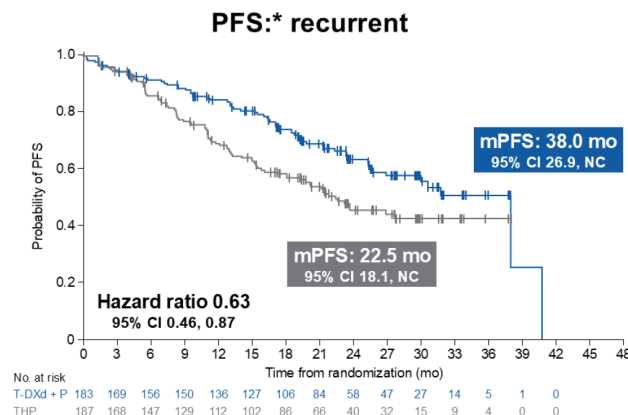 PFS:* recurrent
1.0
0.8
0.6
0.4
0.2
0
Probability of PFS
mPFS: 38.0 mo
95% CI 26.9, NC
mPFS: 22.5 mo
95% CI 18.1, NC
Hazard ratio 0.63
95% CI 0.46, 0.87
0 3 6 9 12 15 18 21 24 27 30 33 36 39 42 45 48
Time from randomization (mo)
No. at risk
T-DXd + P 183 169 156 150 136 127 106 84 58 47 27 14 5 1 0
THP 187 168 147 129 112 102 86 66 40 32 15 9 4 0 0